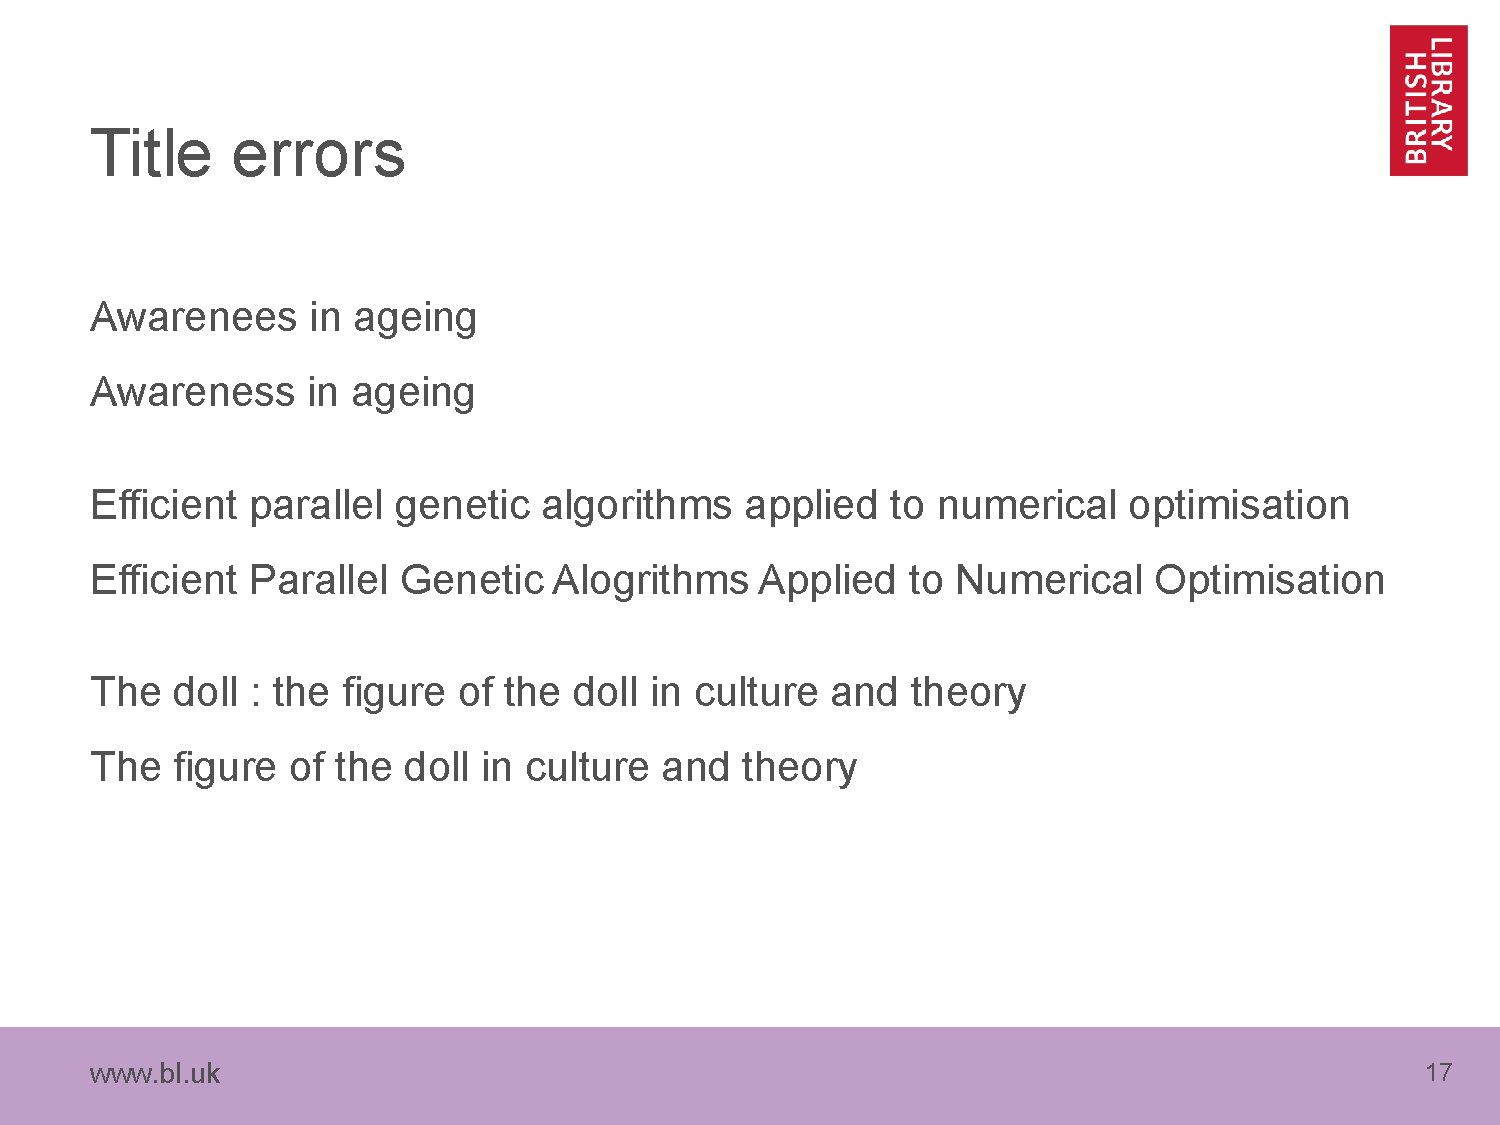 BRITISH
LIBRARY
Title errors
Awarenees in ageing
Awareness in ageing
Efficient parallel genetic algorithms applied to numerical optimisation
Efficient Parallel Genetic Alogrithms Applied to Numerical Optimisation
The doll : the figure of the doll in culture and theory
The figure of the doll in culture and theory
www.bl.uk
17